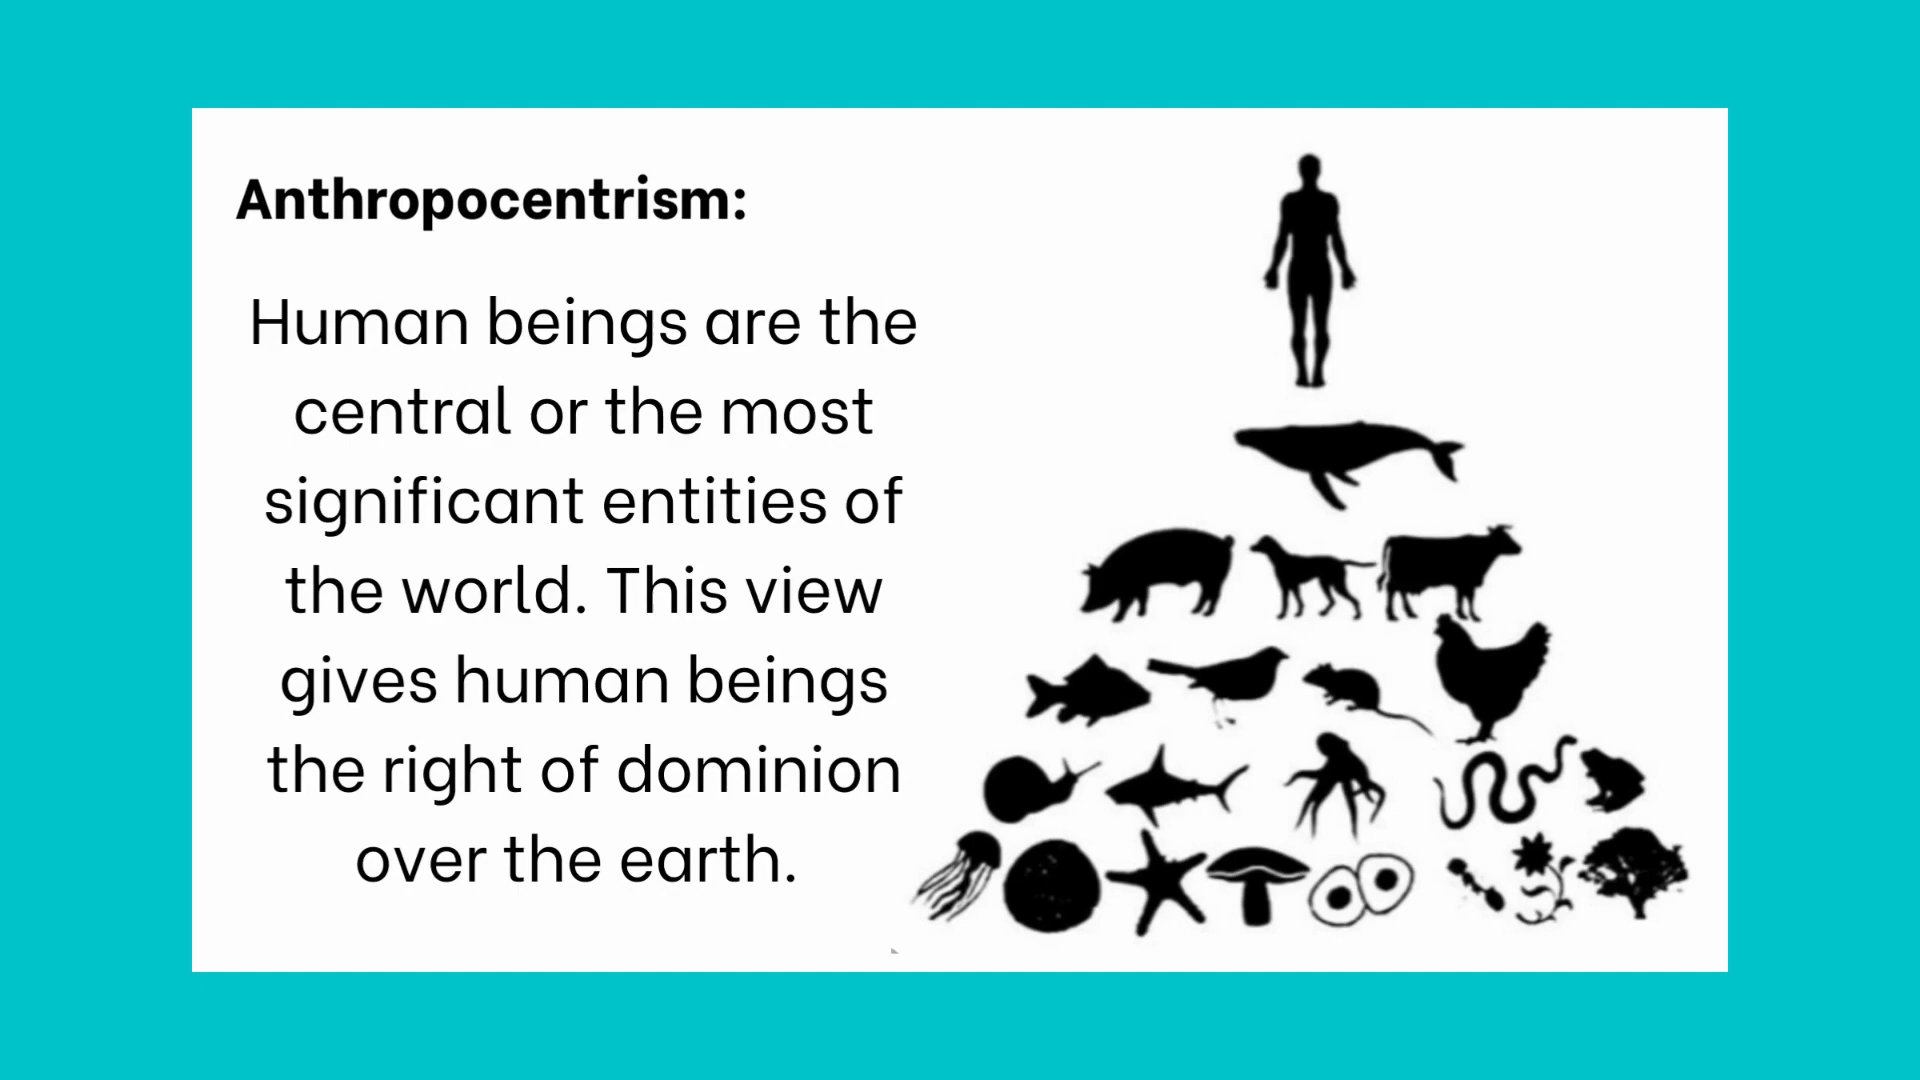 Anthropocentrism:
Human beings are the
central or the most
significant entities of
the world. This view
gives human beings
the right of dominion
over the earth.